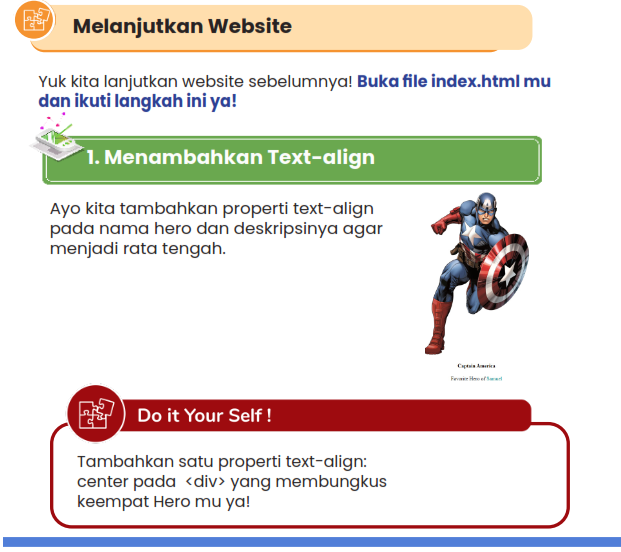 Melanjutkan Website
Yuk kita lanjutkan website sebelumnya! Buka file index.html mu
dan ikuti langkah ini ya!
1. Menambahkan Text-align
Ayo kita tambahkan properti text-align
pada nama hero dan deskripsinya agar
menjadi rata tengah.
Captain America
Favourite Hero of Samuel
Do it Your Self !
Tambahkan satu properti text-align:
center pada <div> yang membungkus
keempat Hero mu ya!